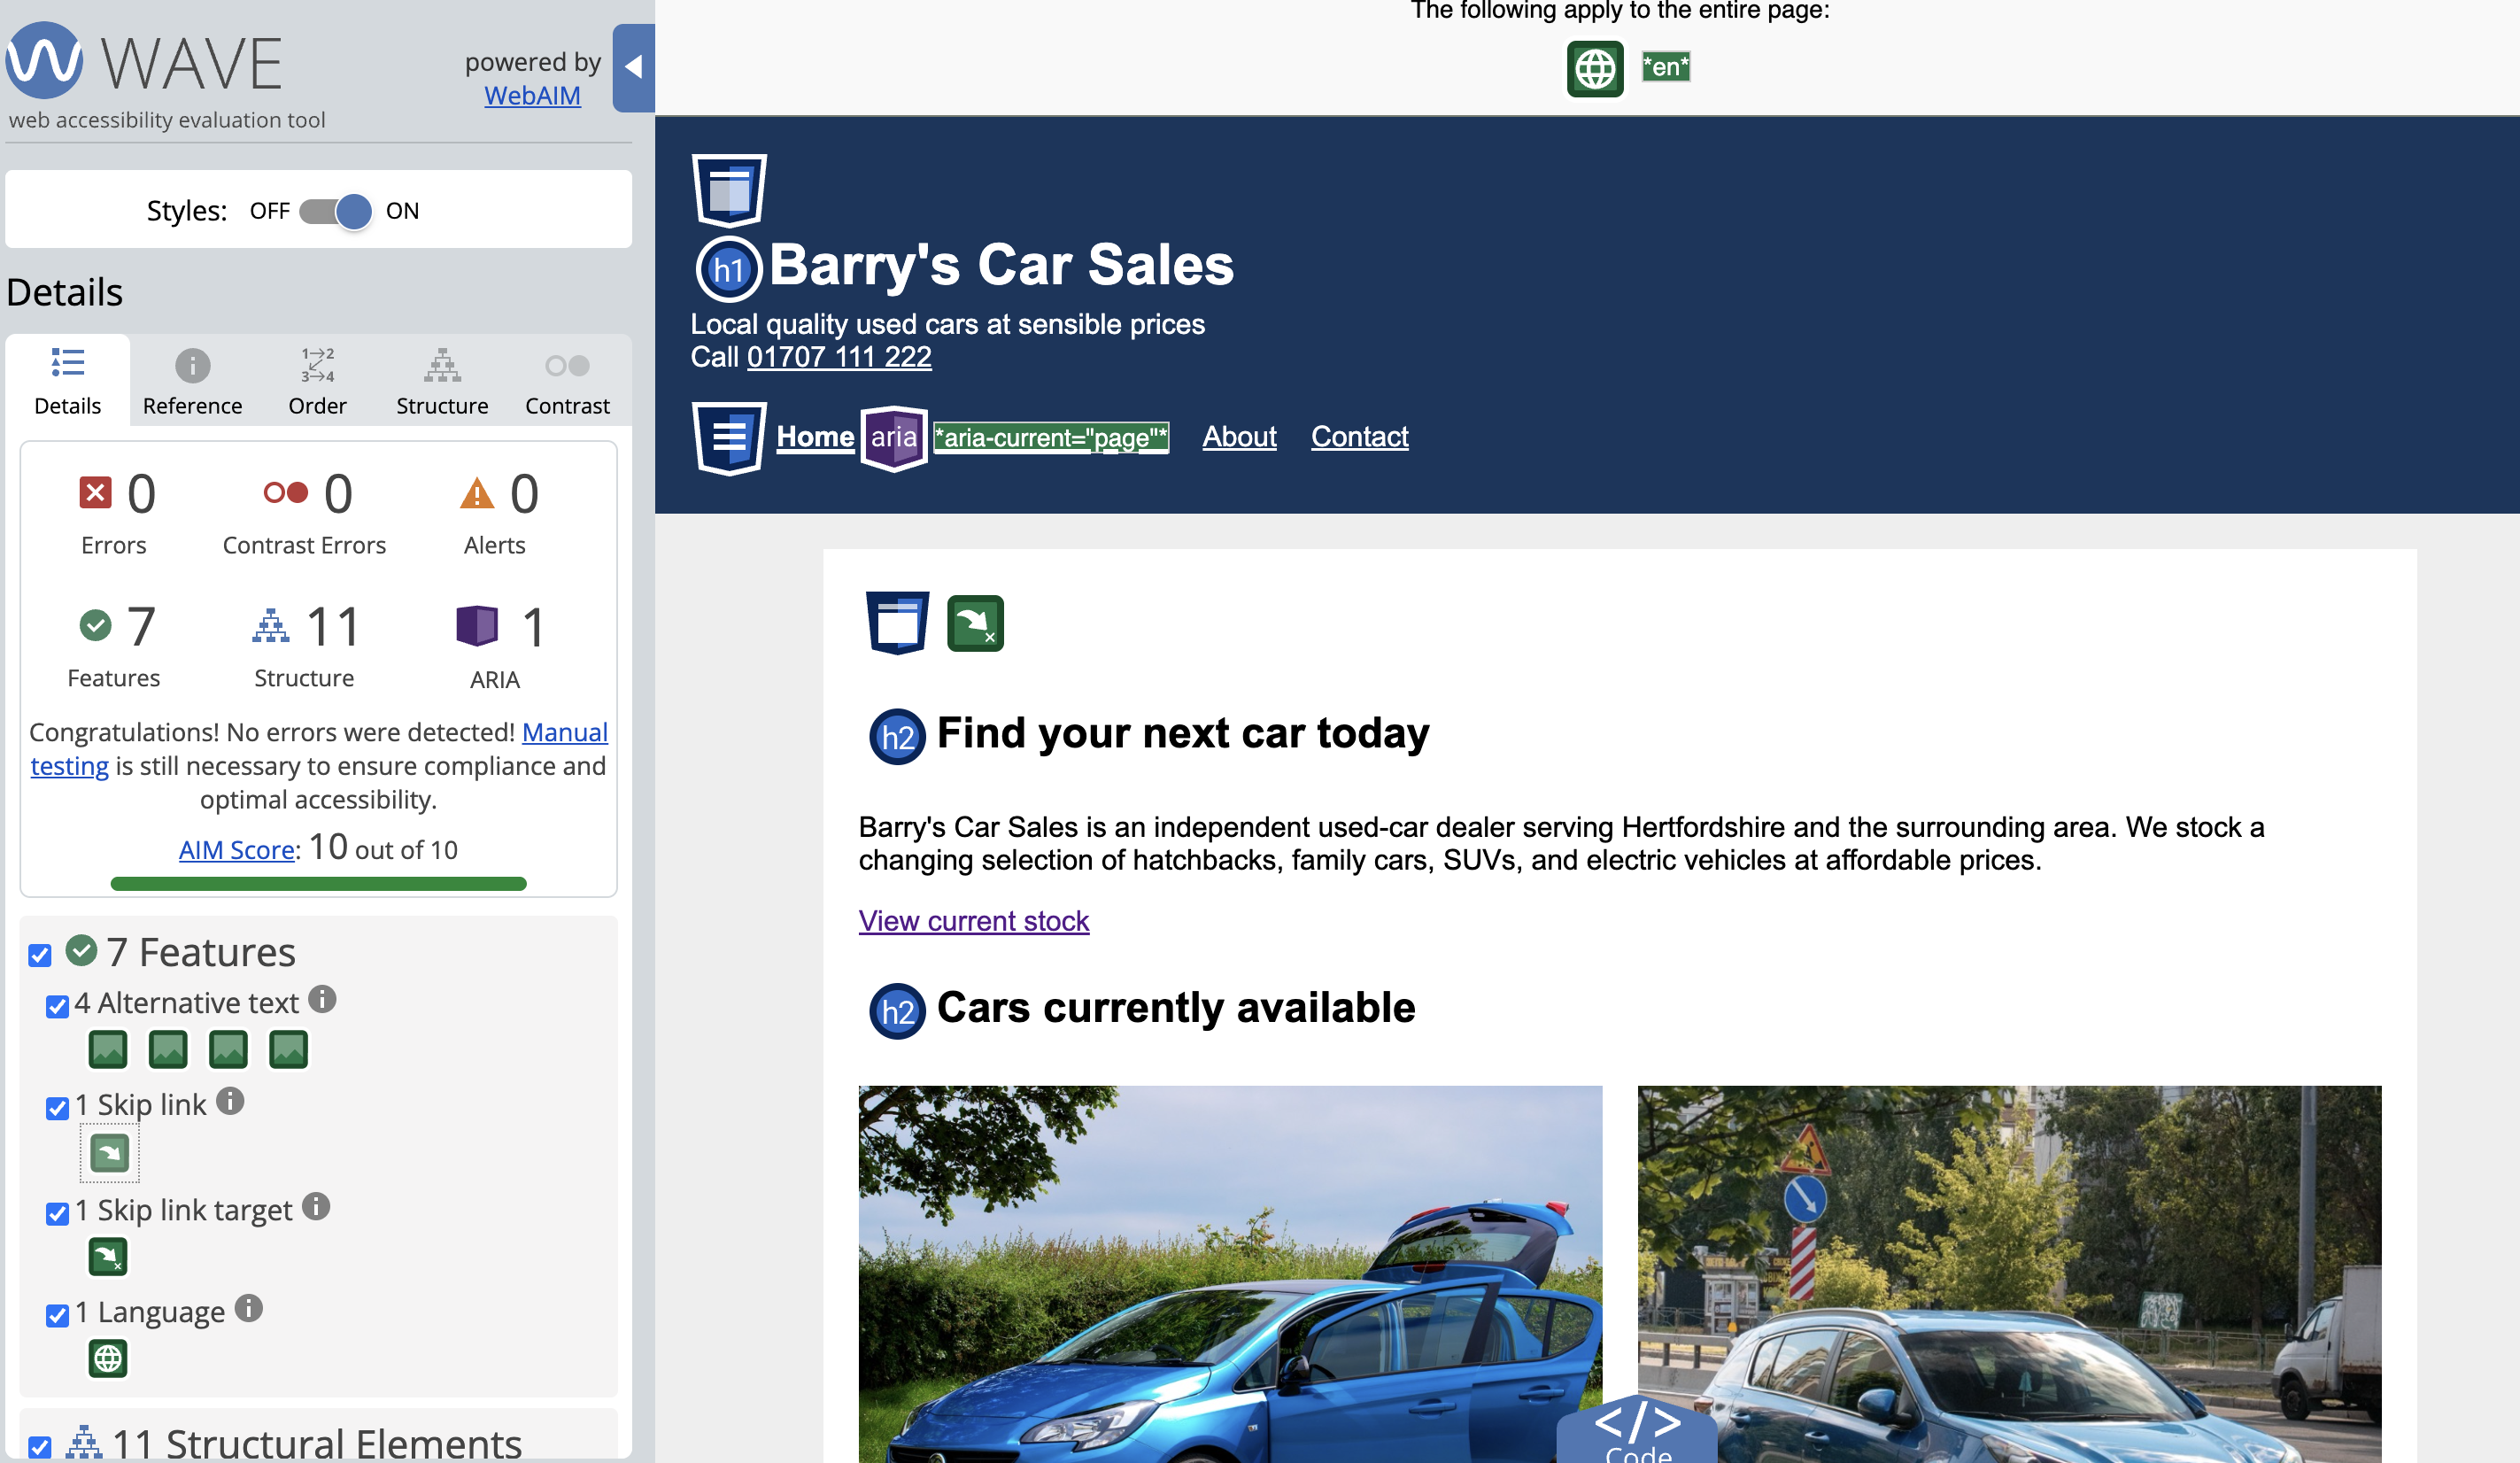 WAVE
powered by
WebAIM
web accessibility evaluation tool
Styles: OFF ON
Details
1→2
3→4
Details Reference Order Structure Contrast
0 0 0
Errors Contrast Errors Alerts
7 11 1
Features Structure ARIA
Congratulations! No errors were detected! Manual
testing is still necessary to ensure compliance and
optimal accessibility.
AIM Score: 10 out of 10
7 Features
4 Alternative text
1 Skip link
1 Skip link target
1 Language
11 Structural Elements
The following apply to the entire page:
*en*
h1 Barry's Car Sales
Local quality used cars at sensible prices
Call 01707 111 222
Home aria *aria-current="page"* About Contact
h2 Find your next car today
Barry's Car Sales is an independent used-car dealer serving Hertfordshire and the surrounding area. We stock a
changing selection of hatchbacks, family cars, SUVs, and electric vehicles at affordable prices.
View current stock
h2 Cars currently available
</>
Code